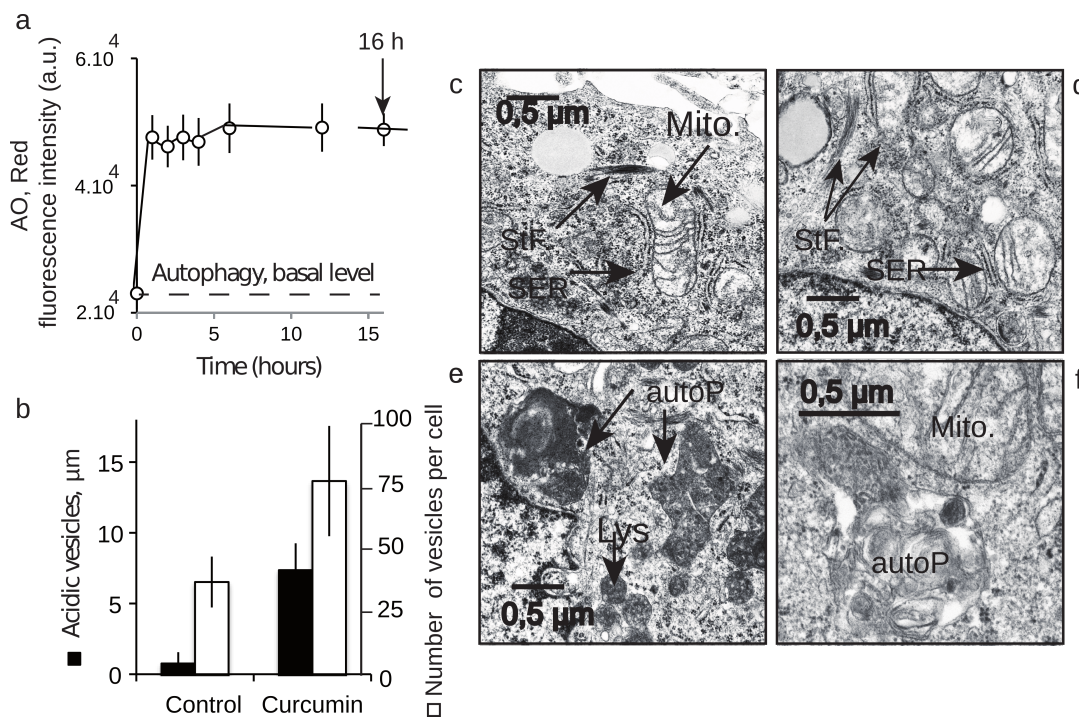 a
AO, Red
fluorescence intensity (a.u.)
6.10 4
4.10 4
2.10 4
16 h
Autophagy, basal level
0 5 10 15
Time (hours)
b
Acidic vesicles, µm
15
10
5
0
100
75
50
25
0
Number of vesicles per cell
Control Curcumin
c
0,5 µm
Mito.
StF.
SER
StF.
SER
0,5 µm
e
autoP
Lys
0,5 µm
0,5 µm
Mito.
autoP
f